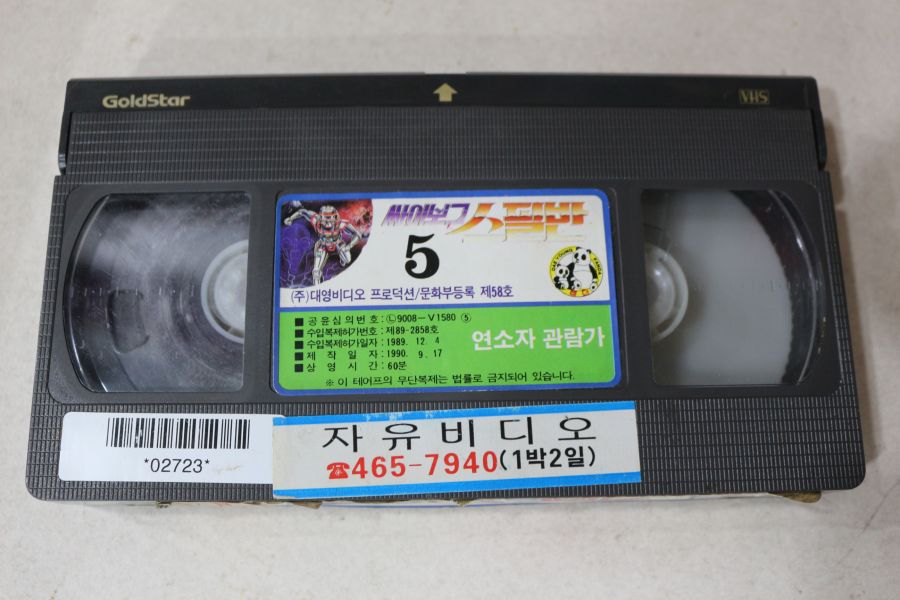 GoldStar
VHS
싸이보그 스필반
5
DAE YOUNG PANDA
(주)대영비디오 프로덕션/문화부등록 제58호
■ 공윤심의번호: Ⓛ9008-V1580 ⑤
■ 수입복제허가번호: 제89-2858호
■ 수입복제허가일자: 1989. 12. 4
■ 제작일자: 1990. 9. 17
■ 상영시간: 60분
연소자 관람가
※ 이 테어프의 무단복제는 법률로 금지되어 있습니다.
*02723*
자유비디오
☎465-7940(1박2일)